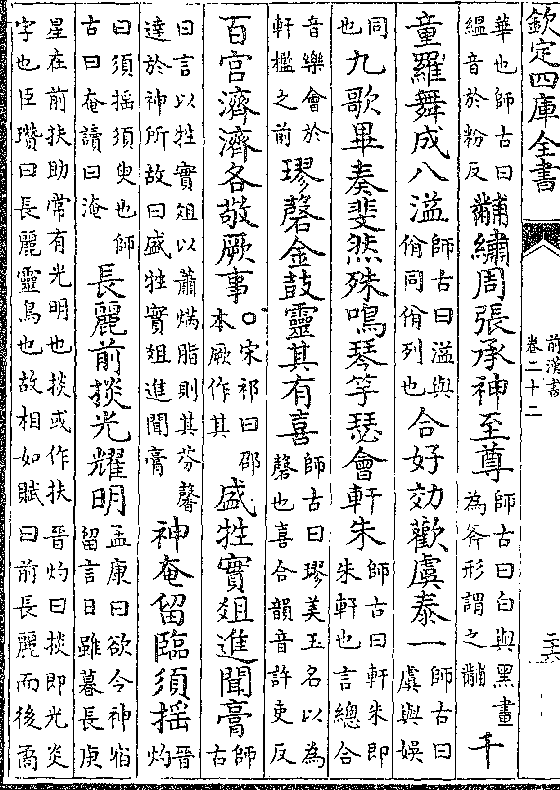 欽定四庫全書
前漢書
卷二十二
二六
華也師古曰
緼音於粉反
黼繡周張承神至尊
師古曰白與黑畫
為斧形謂之黼
千
童羅舞成八溢
師古曰溢與
佾同佾列也
合好効歡虞泰一
師古曰
虞與娛
同
也
九歌畢奏斐然殊鳴琴竽瑟會軒朱
師古曰軒朱即
朱軒也言總合
音樂會於
軒檻之前
璆磬金鼓靈其有喜
師古曰璆美玉名以為
磬也喜合韻音許吏反
百官濟濟各敬厥事
○宋祁曰邵
本厥作其
盛牲實爼進聞膏
師
古
曰言以牲實爼以蕭焫脂則其芬馨
達於神所故曰盛牲實爼進聞膏
神奄留臨須搖
晉
灼
曰須搖須臾也師
古曰奄讀曰淹
長麗前掞光耀明
孟康曰欲令神宿
留言日雖暮長庚
星在前扶助常有光明也掞或作扶晉灼曰掞即光炎
字也臣瓚曰長麗靈鳥也故相如賦曰前長麗而後矞